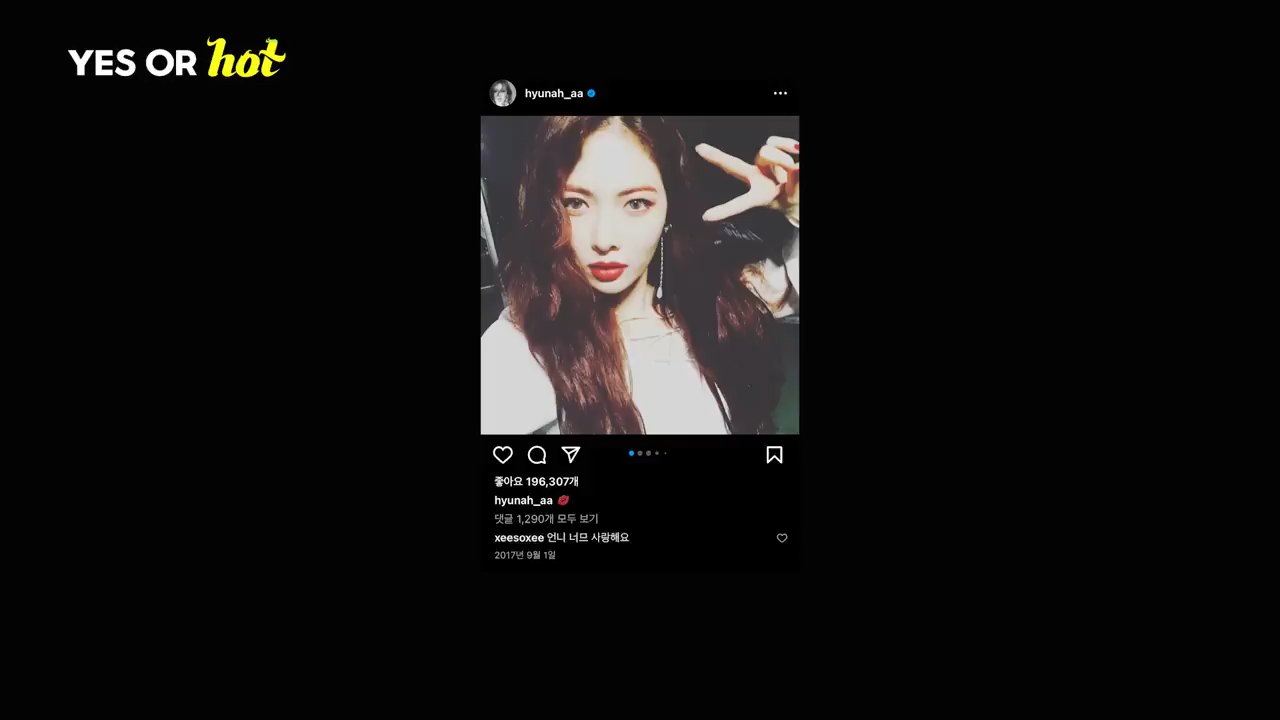 YES OR hot
hyunah_aa
좋아요 196,307개
hyunah_aa 💋
댓글 1,290개 모두 보기
xeesoxee 언니 너므 사랑해요
2017년 9월 1일